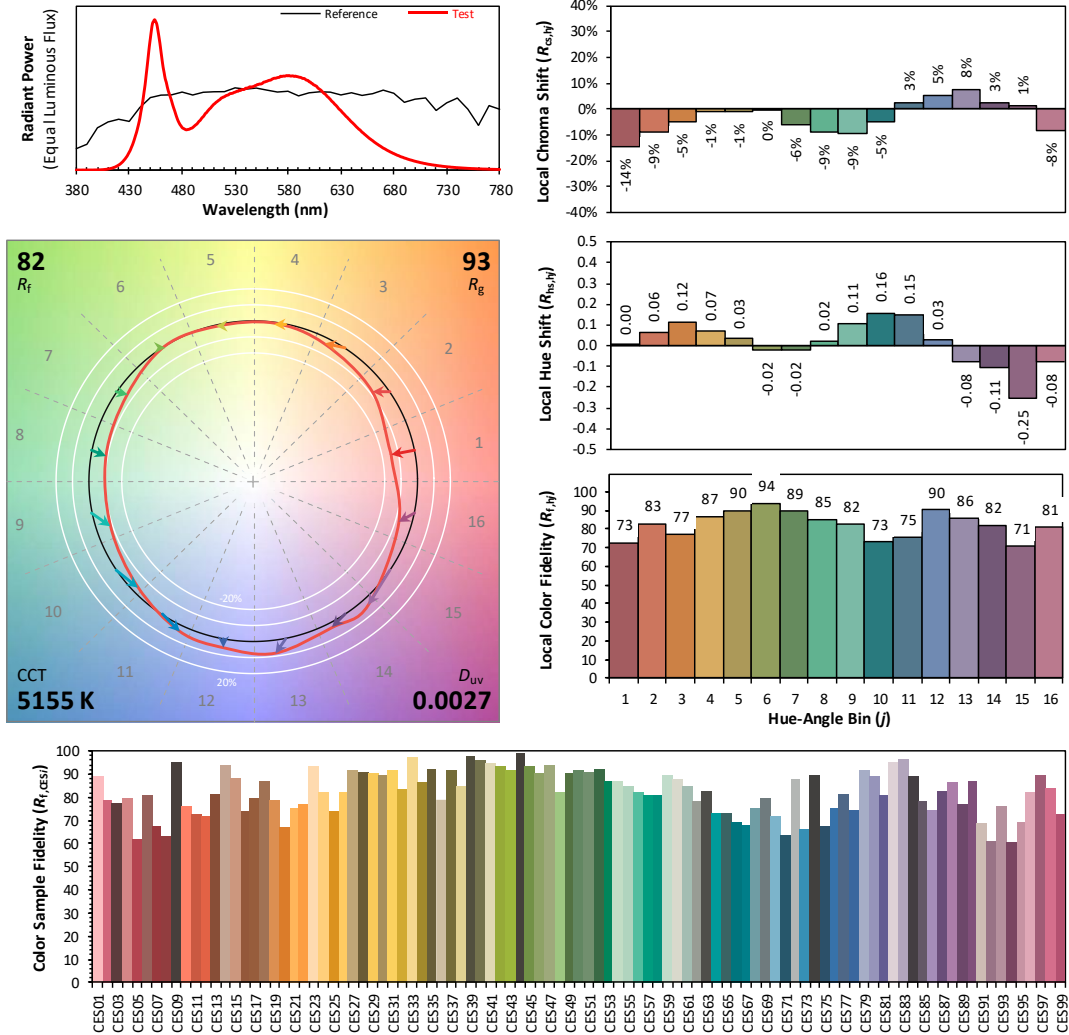 Radiant Power
(Equal Luminous Flux)
Reference
Test
380 430 480 530 580 630 680 730 780
Wavelength (nm)
Local Chroma Shift (Rcs,hj)
40%
30%
20%
10%
0%
-10%
-20%
-30%
-40%
-14% -9% -5% -1% -1% 0% -6% -9% -9% -5% 3% 5% 8% 3% 1% -8%
82
Rf
93
Rg
5 4
6 3
7 2
8 1
9 16
10 15
11 14
12 13
-20%
20%
CCT
5155 K
Duv
0.0027
Local Hue Shift (Rhs,hj)
0.5
0.4
0.3
0.2
0.1
0.0
-0.1
-0.2
-0.3
-0.4
-0.5
0.00 0.06 0.12 0.07 0.03 -0.02 -0.02 0.02 0.11 0.16 0.15 0.03 -0.08 -0.11 -0.25 -0.08
Local Color Fidelity (Rf,hj)
100
90
80
70
60
50
40
30
20
10
0
73 83 77 87 90 94 89 85 82 73 75 90 86 82 71 81
1 2 3 4 5 6 7 8 9 10 11 12 13 14 15 16
Hue-Angle Bin (j)
Color Sample Fidelity (Rf,CESi)
100
90
80
70
60
50
40
30
20
10
0
CES01 CES03 CES05 CES07 CES09 CES11 CES13 CES15 CES17 CES19 CES21 CES23 CES25 CES27 CES29 CES31 CES33 CES35 CES37 CES39 CES41 CES43 CES45 CES47 CES49 CES51 CES53 CES55 CES57 CES59 CES61 CES63 CES65 CES67 CES69 CES71 CES73 CES75 CES77 CES79 CES81 CES83 CES85 CES87 CES89 CES91 CES93 CES95 CES97 CES99